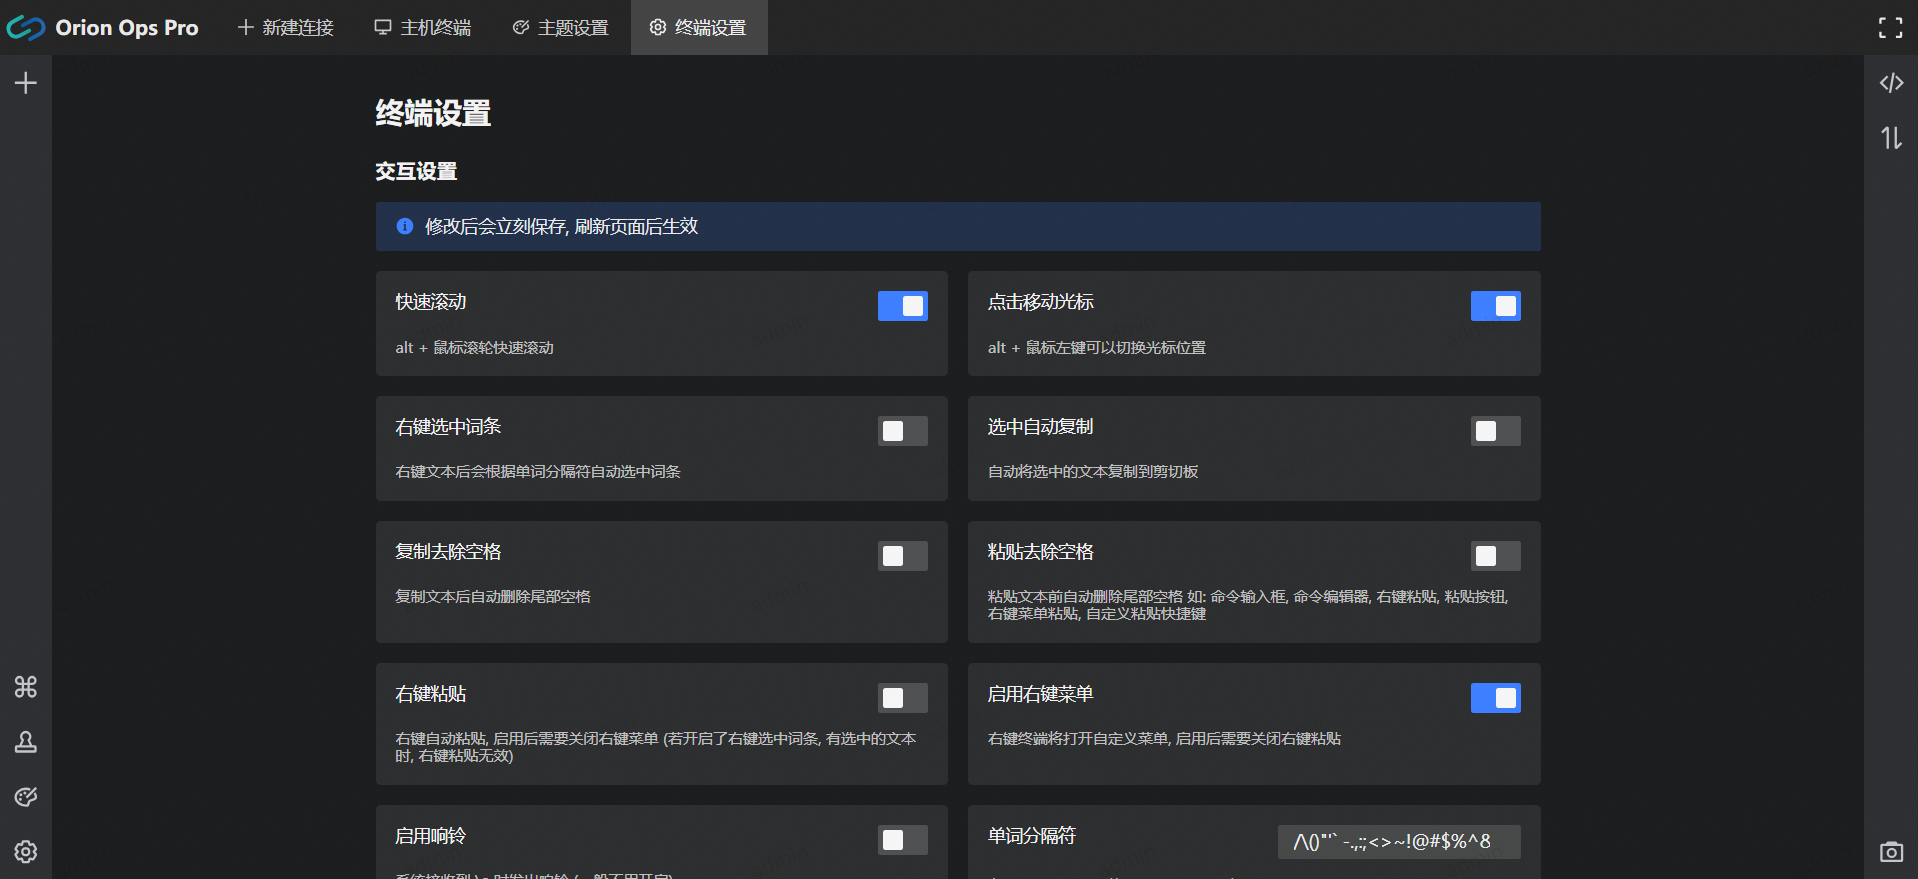 Orion Ops Pro
新建连接
主机终端
主题设置
终端设置
终端设置
交互设置
修改后会立刻保存, 刷新页面后生效
快速滚动
alt + 鼠标滚轮快速滚动
点击移动光标
alt + 鼠标左键可以切换光标位置
右键选中词条
右键文本后会根据单词分隔符自动选中词条
选中自动复制
自动将选中的文本复制到剪切板
复制去除空格
复制文本后自动删除尾部空格
粘贴去除空格
粘贴文本前自动删除尾部空格 如: 命令输入框, 命令编辑器, 右键粘贴, 粘贴按钮,
右键菜单粘贴, 自定义粘贴快捷键
右键粘贴
右键自动粘贴, 启用后需要关闭右键菜单 (若开启了右键选中词条, 有选中的文本
时, 右键粘贴无效)
启用右键菜单
右键终端将打开自定义菜单, 启用后需要关闭右键粘贴
启用响铃
单词分隔符
/\()"'` -.,:;<>~!@#$%^&